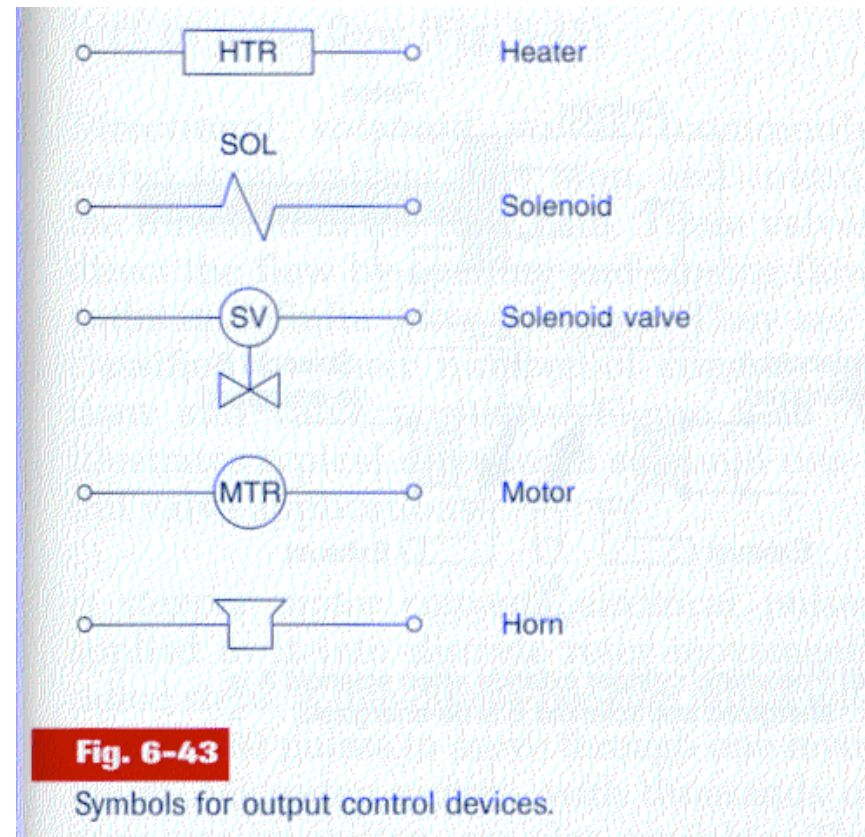 HTR Heater
SOL
Solenoid
SV Solenoid valve
MTR Motor
Horn
Fig. 6-43
Symbols for output control devices.